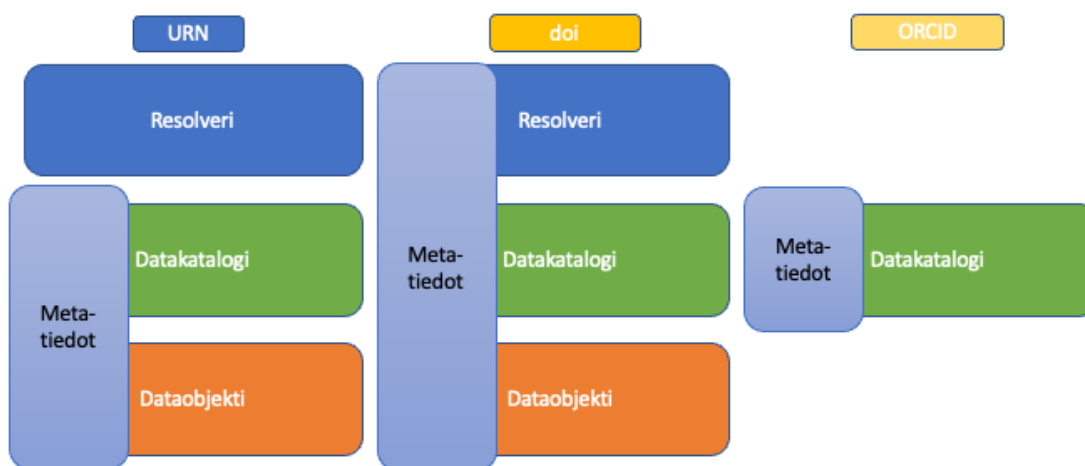 URN
Resolveri
Datakatalogi
Meta-
tiedot
Dataobjekti
doi
Resolveri
Datakatalogi
Meta-
tiedot
Dataobjekti
ORCID
Meta-
tiedot
Datakatalogi